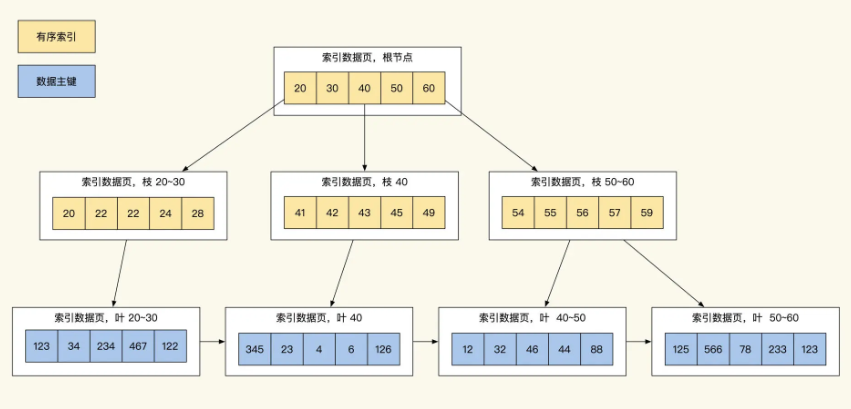 有序索引
数据主键
索引数据页，根节点
20 30 40 50 60
索引数据页，枝 20~30
20 22 22 24 28
索引数据页，枝 40
41 42 43 45 49
索引数据页，枝 50~60
54 55 56 57 59
索引数据页，叶 20~30
123 34 234 467 122
索引数据页，叶 40
345 23 4 6 126
索引数据页，叶 40~50
12 32 46 44 88
索引数据页，叶 50~60
125 566 78 233 123